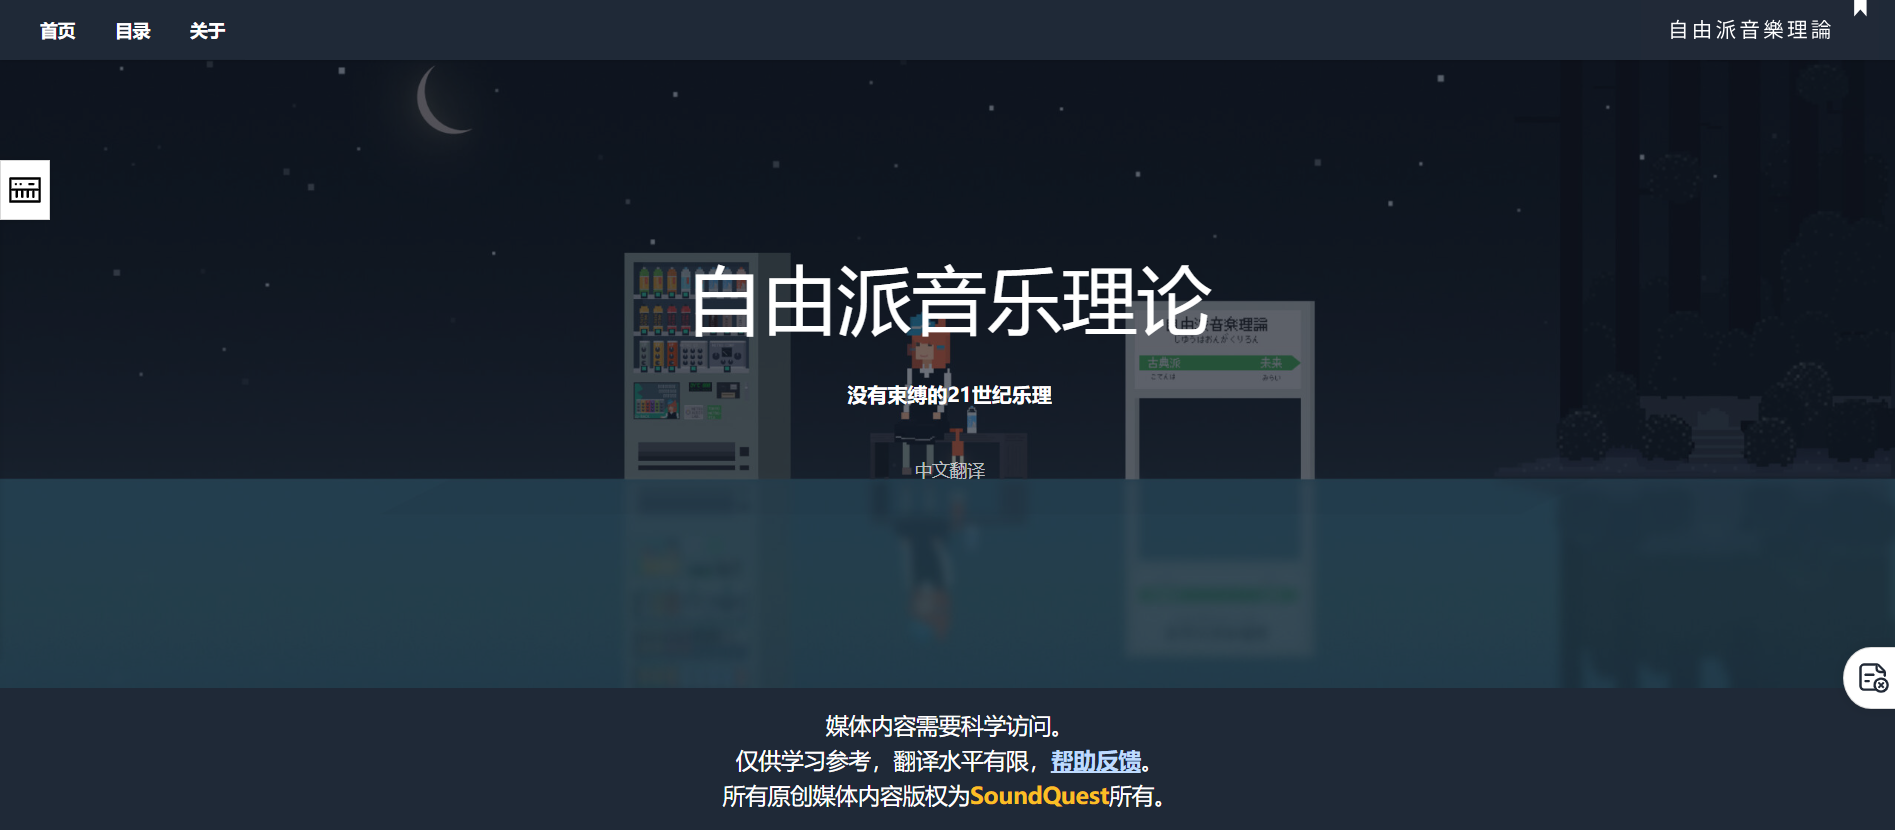 首页 目录 关于
自由派音樂理論
自由派音乐理论
自由派音楽理論
じゆうはおんがくりろん
古典派 未来
こてんは みらい
没有束缚的21世纪乐理
中文翻译
媒体内容需要科学访问。
仅供学习参考，翻译水平有限，帮助反馈。
所有原创媒体内容版权为SoundQuest所有。